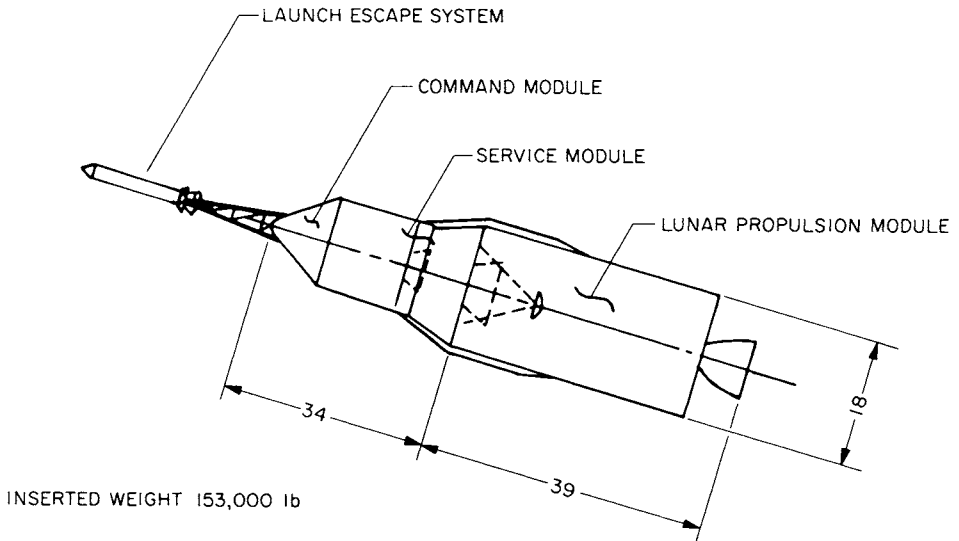 LAUNCH ESCAPE SYSTEM
COMMAND MODULE
SERVICE MODULE
LUNAR PROPULSION MODULE
18
34
39
INSERTED WEIGHT 153,000 lb